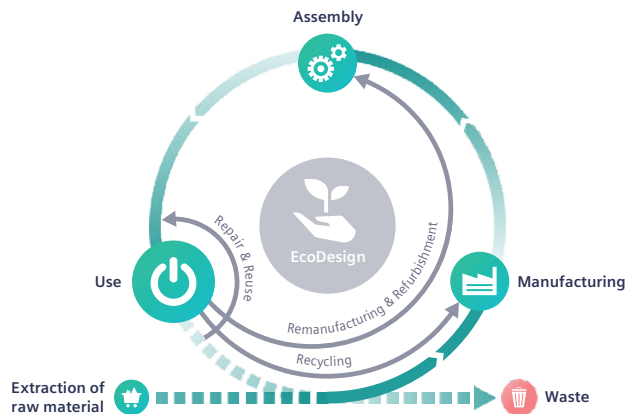 Assembly
EcoDesign
Repair & Reuse
Use
Manufacturing
Remanufacturing & Refurbishment
Recycling
Extraction of
raw material
Waste